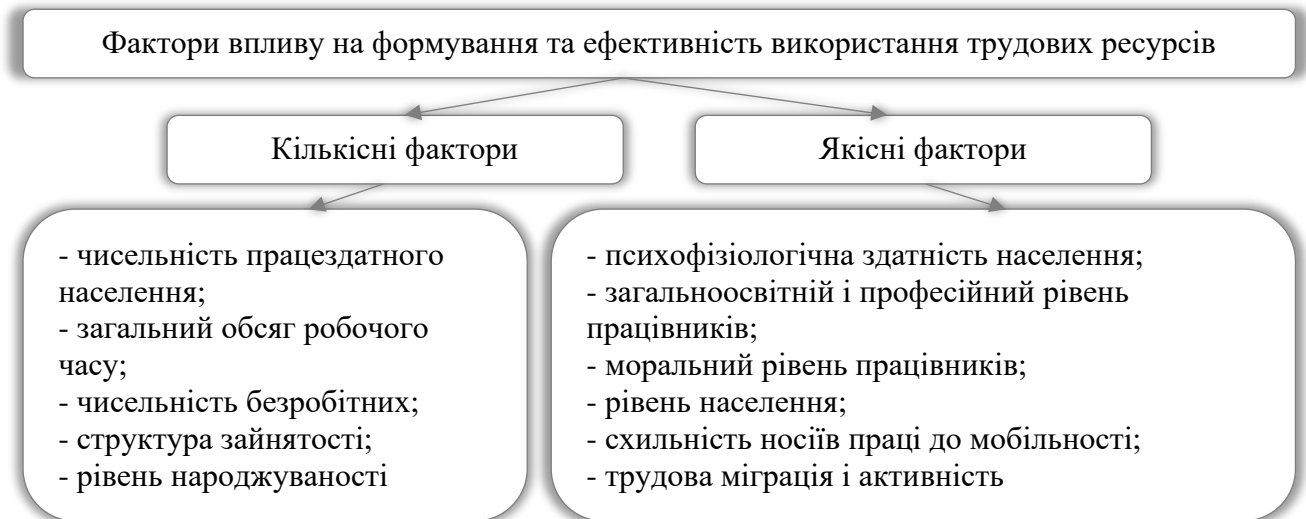 Фактори впливу на формування та ефективність використання трудових ресурсів
Кількісні фактори
Якісні фактори
- чисельність працездатного
населення;
- загальний обсяг робочого
часу;
- чисельність безробітних;
- структура зайнятості;
- рівень народжуваності
- психофізіологічна здатність населення;
- загальноосвітній і професійний рівень
працівників;
- моральний рівень працівників;
- рівень населення;
- схильність носіїв праці до мобільності;
- трудова міграція і активність